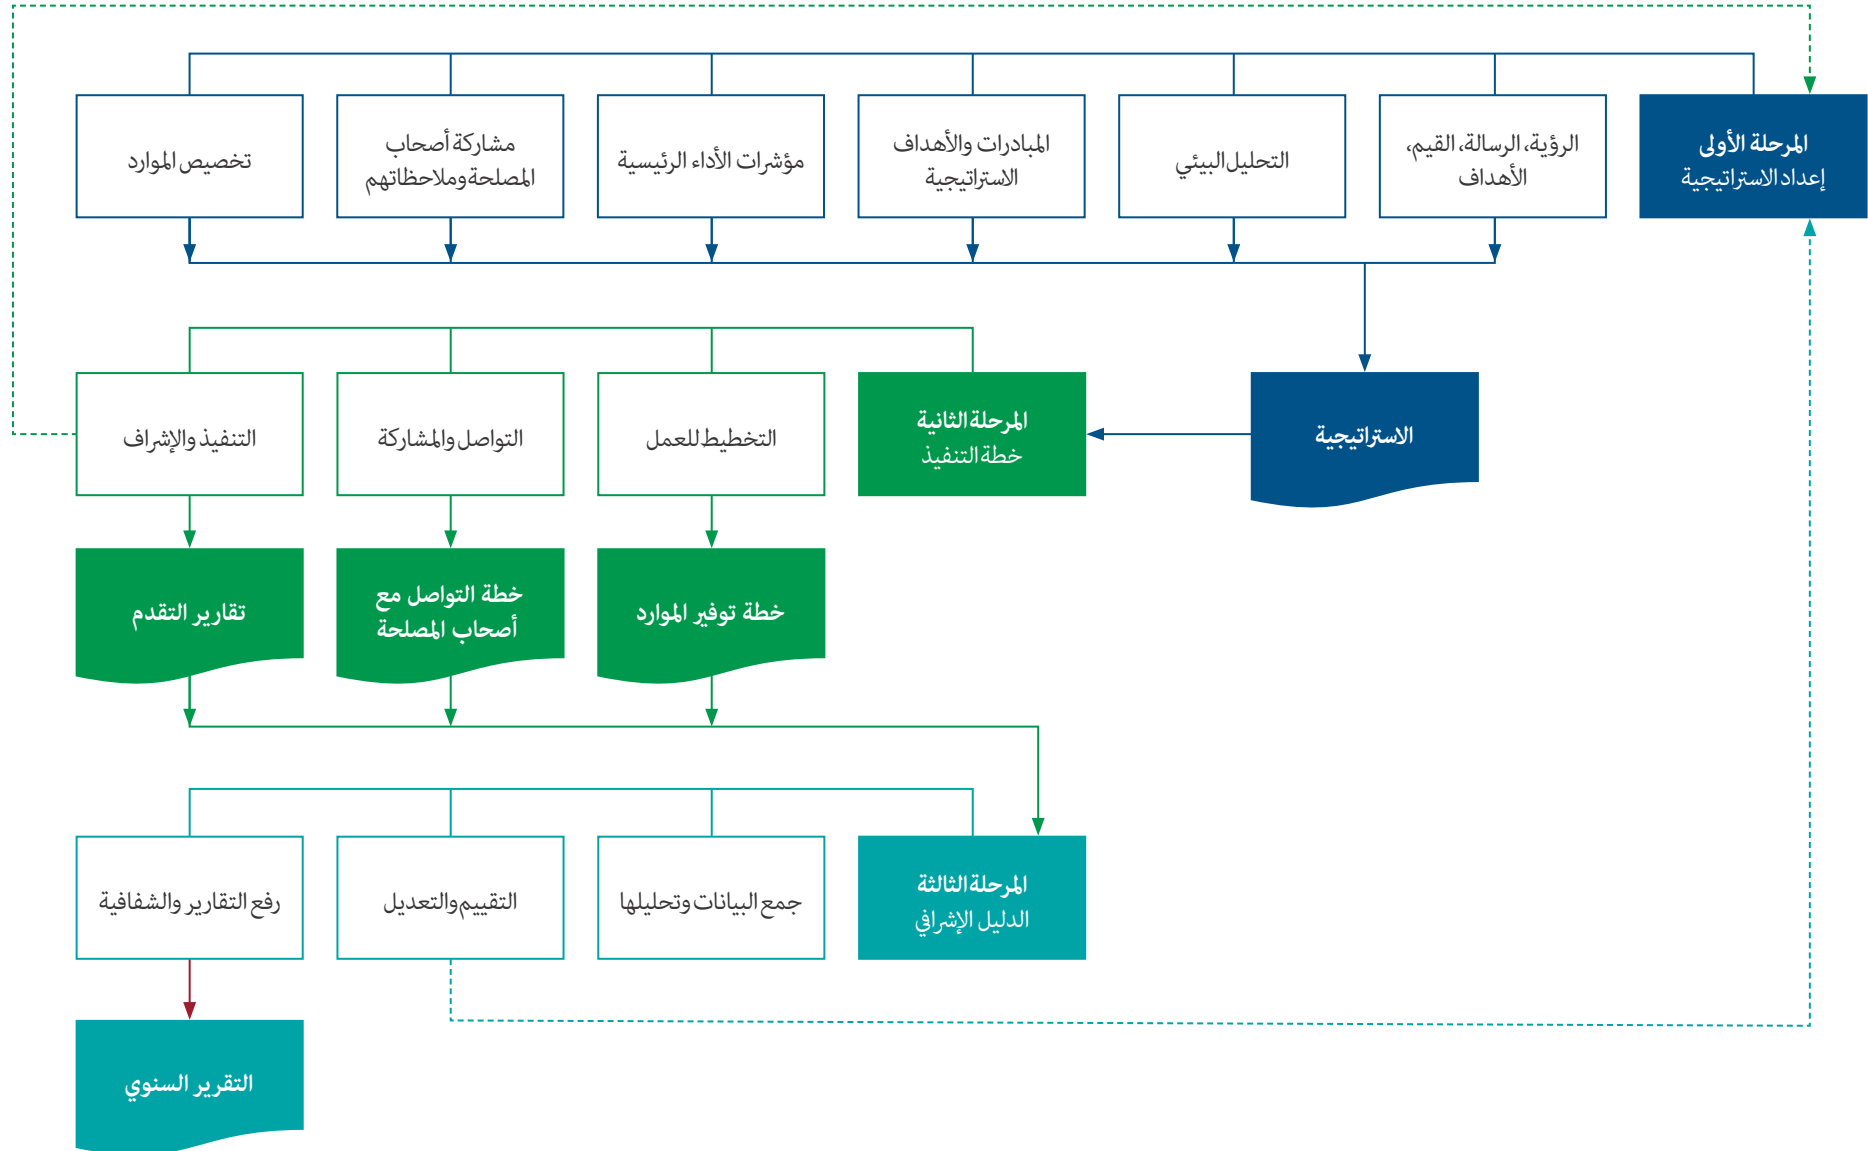 المرحلة الأولى
إعداد الاستراتيجية
الرؤية، الرسالة، القيم،
الأهداف
التحليل البيئي
المبادرات والأهداف
الاستراتيجية
مؤشرات الأداء الرئيسية
مشاركة أصحاب
المصلحة وملاحظاتهم
تخصيص الموارد
الاستراتيجية
المرحلة الثانية
خطة التنفيذ
التخطيط للعمل
التواصل والمشاركة
التنفيذ والإشراف
خطة توفير الموارد
خطة التواصل مع
أصحاب المصلحة
تقارير التقدم
المرحلة الثالثة
الدليل الإشرافي
جمع البيانات وتحليلها
التقييم والتعديل
رفع التقارير والشفافية
التقرير السنوي